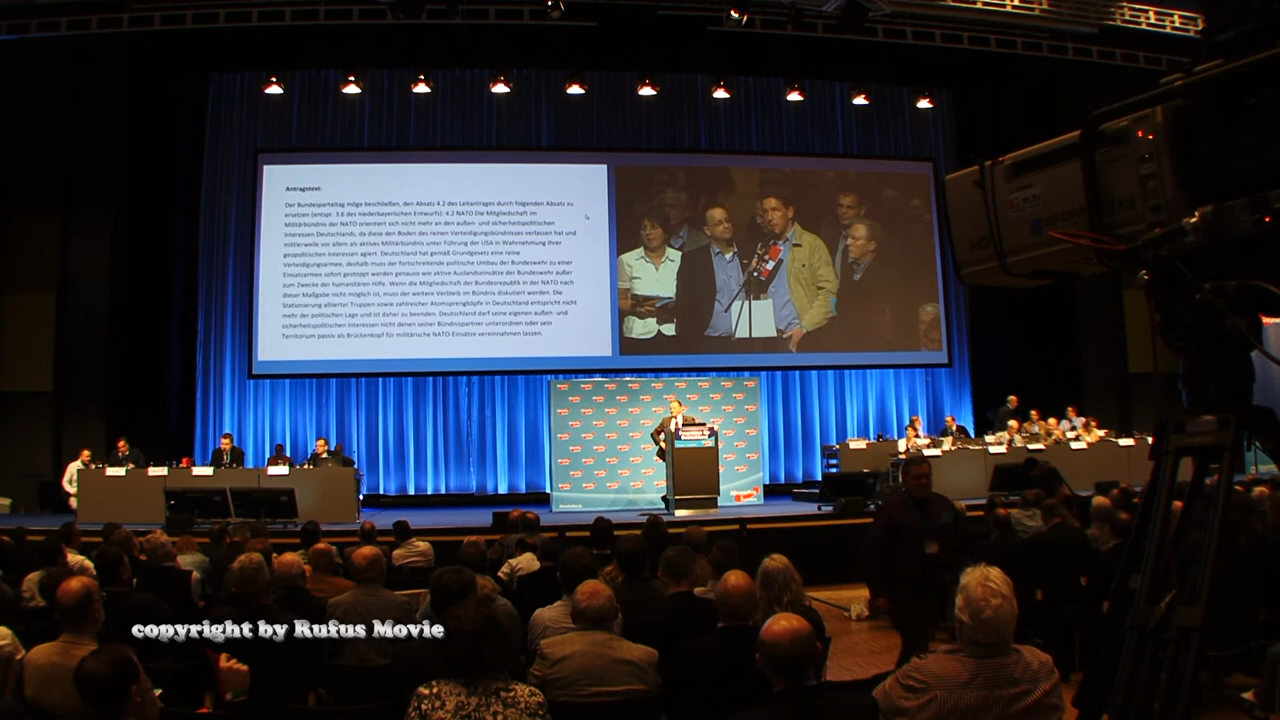 Antragstext:
Der Bundesparteitag möge beschließen, den Absatz 4.2 des Leitantrages durch folgenden Absatz zu
ersetzen (entspr. 3.6 des niederbayerischen Entwurfs): 4.2 NATO Die Mitgliedschaft im
Militärbündnis der NATO orientiert sich nicht mehr an den außen- und sicherheitspolitischen
Interessen Deutschlands, da diese den Boden des reinen Verteidigungsbündnisses verlassen hat und
mittlerweile vor allem als aktives Militärbündnis unter Führung der USA in Wahrnehmung ihrer
geopolitischen Interessen agiert. Deutschland hat gemäß Grundgesetz eine reine
Verteidigungsarmee, deshalb muss der fortschreitende politische Umbau der Bundeswehr zu einer
Einsatzarmee sofort gestoppt werden genauso wie aktive Auslandseinsätze der Bundeswehr außer
zum Zwecke der humanitären Hilfe. Wenn die Mitgliedschaft der Bundesrepublik in der NATO nach
dieser Maßgabe nicht möglich ist, muss der weitere Verbleib im Bündnis diskutiert werden. Die
Stationierung alliierter Truppen sowie zahlreicher Atomsprengköpfe in Deutschland entspricht nicht
mehr der politischen Lage und ist daher zu beenden. Deutschland darf seine eigenen außen- und
sicherheitspolitischen Interessen nicht denen seiner Bündnispartner unterordnen oder sein
Territorium passiv als Brückenkopf für militärische NATO-Einsätze vereinnahmen lassen.
copyright by Rufus Movie